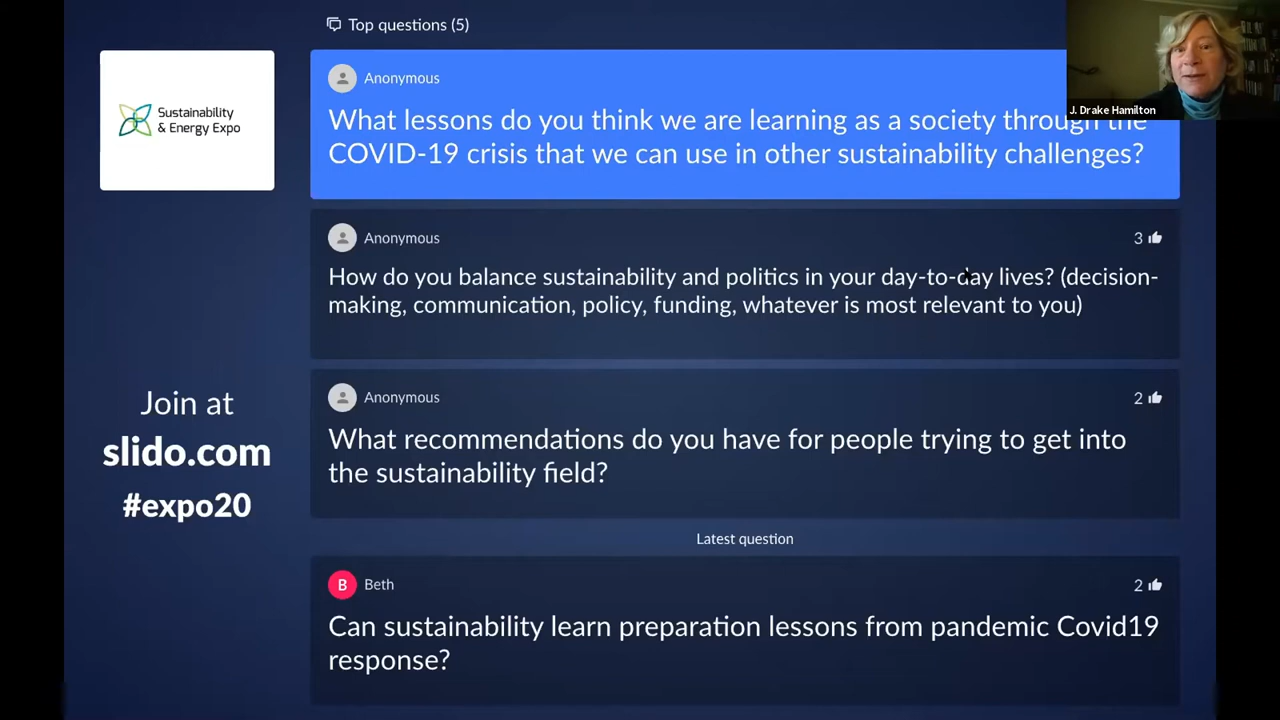 Top questions (5)
Sustainability
& Energy Expo
Anonymous
What lessons do you think we are learning as a society through the
COVID-19 crisis that we can use in other sustainability challenges?
J. Drake Hamilton
Anonymous
3
How do you balance sustainability and politics in your day-to-day lives? (decision-
making, communication, policy, funding, whatever is most relevant to you)
Anonymous
2
What recommendations do you have for people trying to get into
the sustainability field?
Join at
slido.com
#expo20
Latest question
B
Beth
2
Can sustainability learn preparation lessons from pandemic Covid19
response?